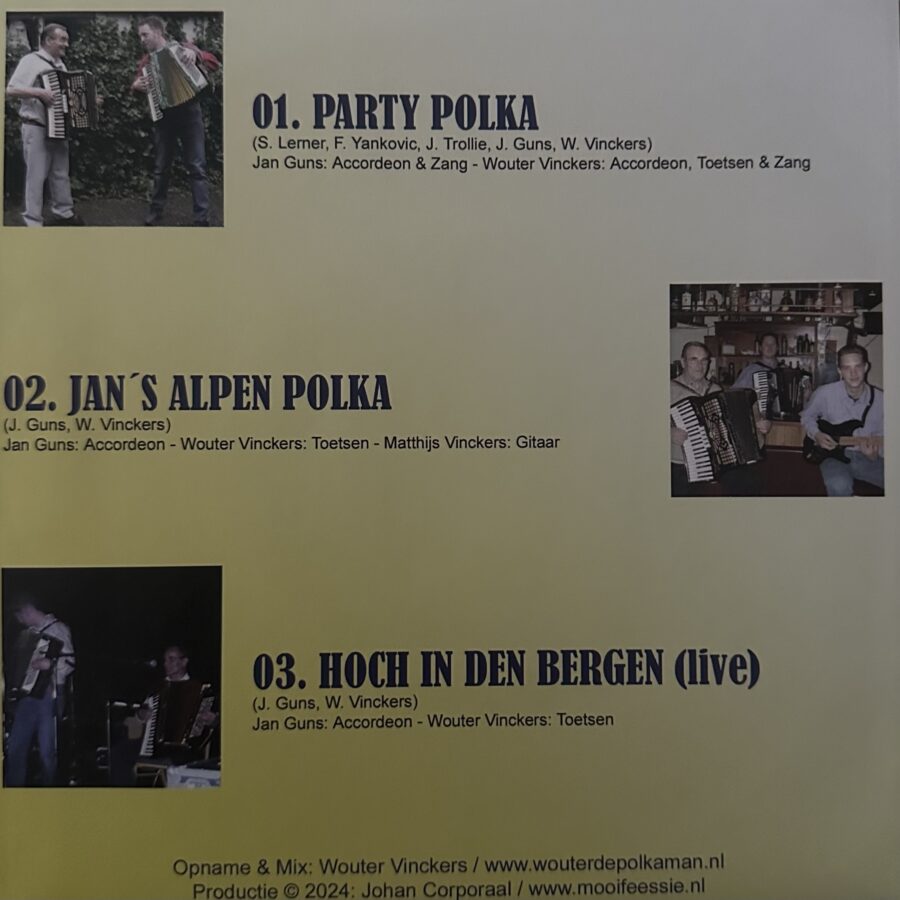 01. PARTY POLKA
(S. Lerner, F. Yankovic, J. Trollie, J. Guns, W. Vinckers)
Jan Guns: Accordeon & Zang - Wouter Vinckers: Accordeon, Toetsen & Zang
02. JAN´S ALPEN POLKA
(J. Guns, W. Vinckers)
Jan Guns: Accordeon - Wouter Vinckers: Toetsen - Matthijs Vinckers: Gitaar
03. HOCH IN DEN BERGEN (live)
(J. Guns, W. Vinckers)
Jan Guns: Accordeon - Wouter Vinckers: Toetsen
Opname & Mix: Wouter Vinckers / www.wouterdepolkaman.nl
Productie © 2024: Johan Corporaal / www.mooifeessie.nl